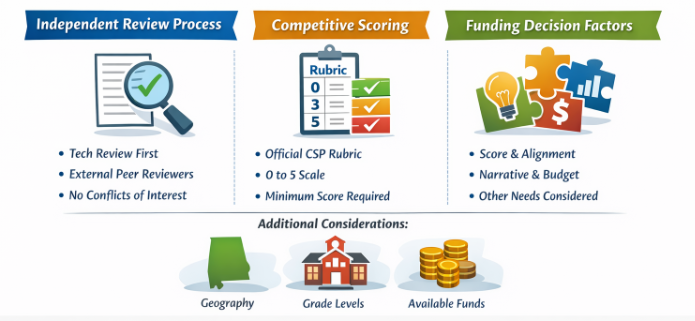 Independent Review Process
Competitive Scoring
Funding Decision Factors
Rubric
0
3
5
$
• Tech Review First
• External Peer Reviewers
• No Conflicts of Interest
• Official CSP Rubric
• 0 to 5 Scale
• Minimum Score Required
• Score & Alignment
• Narrative & Budget
• Other Needs Considered
Additional Considerations:
Geography
Grade Levels
Available Funds